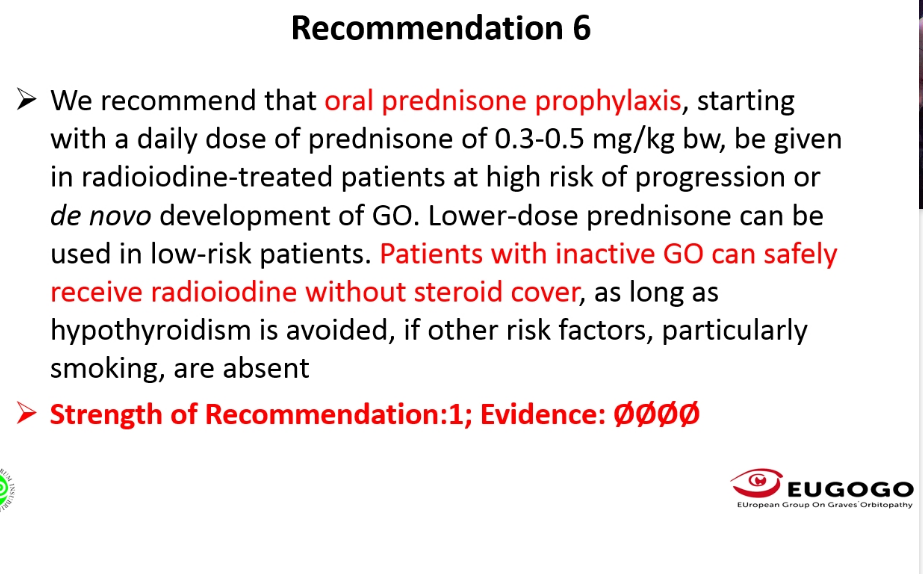 Recommendation 6
➢ We recommend that oral prednisone prophylaxis, starting
with a daily dose of prednisone of 0.3-0.5 mg/kg bw, be given
in radioiodine-treated patients at high risk of progression or
de novo development of GO. Lower-dose prednisone can be
used in low-risk patients. Patients with inactive GO can safely
receive radioiodine without steroid cover, as long as
hypothyroidism is avoided, if other risk factors, particularly
smoking, are absent
➢ Strength of Recommendation:1; Evidence: ØØØØ
EUGOGO
EUropean Group On Graves' Orbitopathy